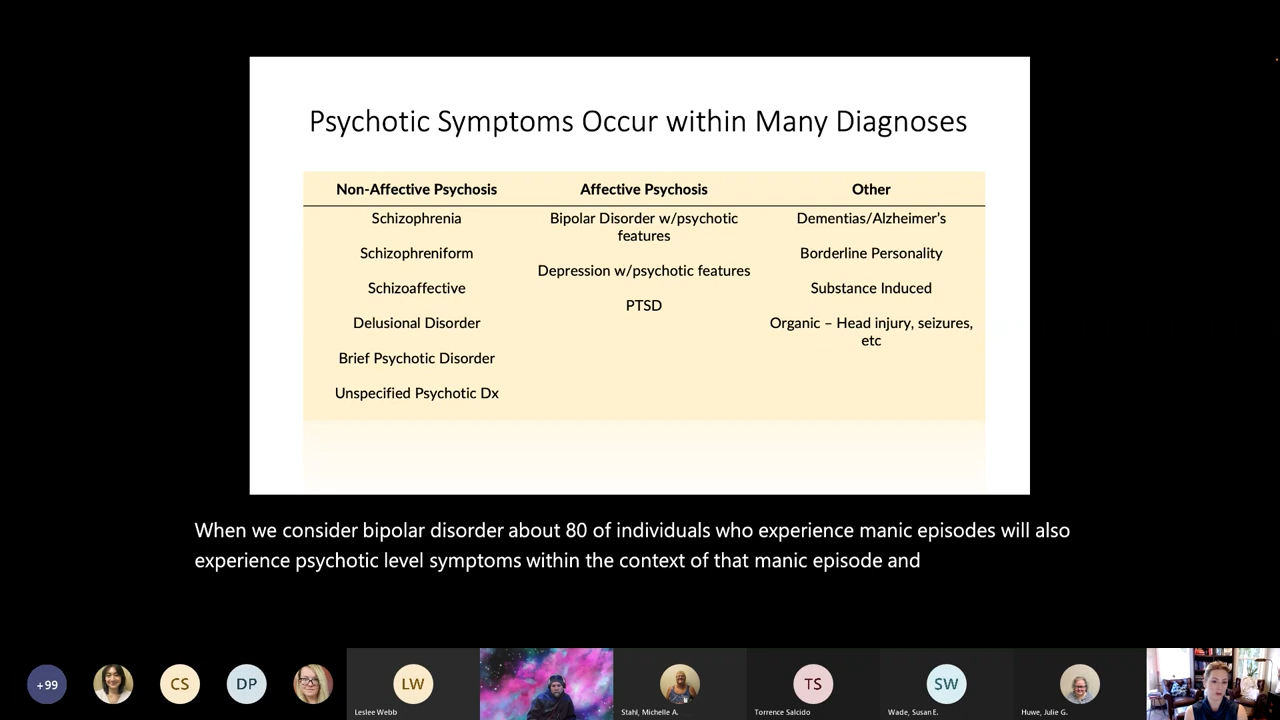 Psychotic Symptoms Occur within Many Diagnoses
Non-Affective Psychosis
Affective Psychosis
Other
Schizophrenia
Schizophreniform
Schizoaffective
Delusional Disorder
Brief Psychotic Disorder
Unspecified Psychotic Dx
Bipolar Disorder w/psychotic
features
Depression w/psychotic features
PTSD
Dementias/Alzheimer's
Borderline Personality
Substance Induced
Organic – Head injury, seizures,
etc
When we consider bipolar disorder about 80 of individuals who experience manic episodes will also
experience psychotic level symptoms within the context of that manic episode and
+99
CS
DP
LW
TS
SW
Leslee Webb
Stahl, Michelle A.
Torrence Salcido
Wade, Susan E.
Huwe, Julie G.